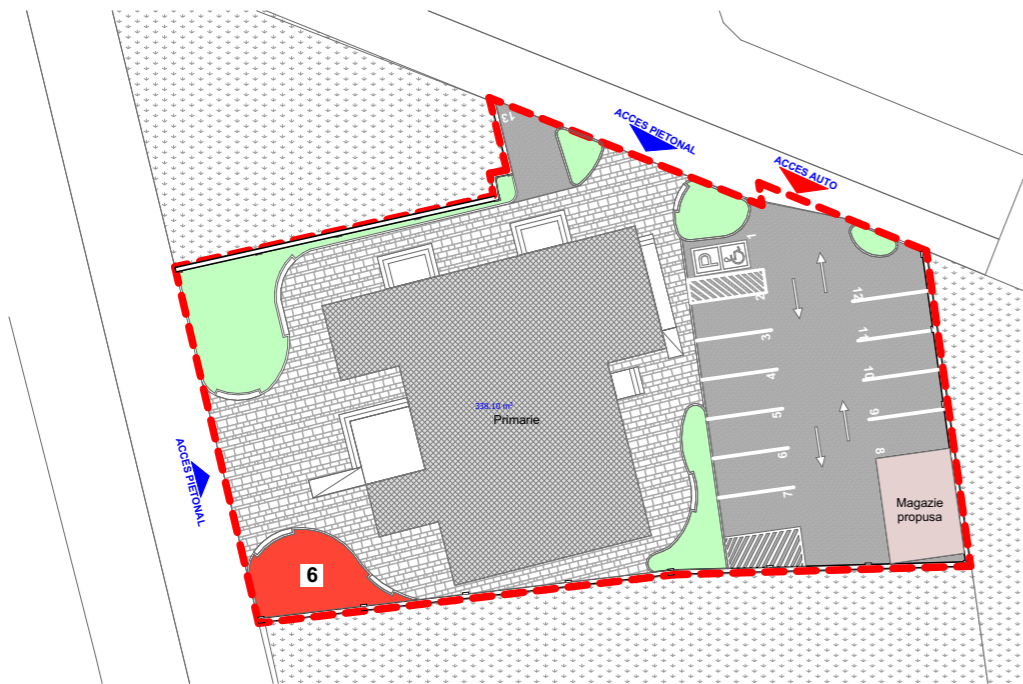 13
ACCES PIETONAL
ACCES AUTO
P
1
2
3
4
5
6
7
12
11
10
9
8
338.10 m²
Primarie
ACCES PIETONAL
Magazie
propusa
6